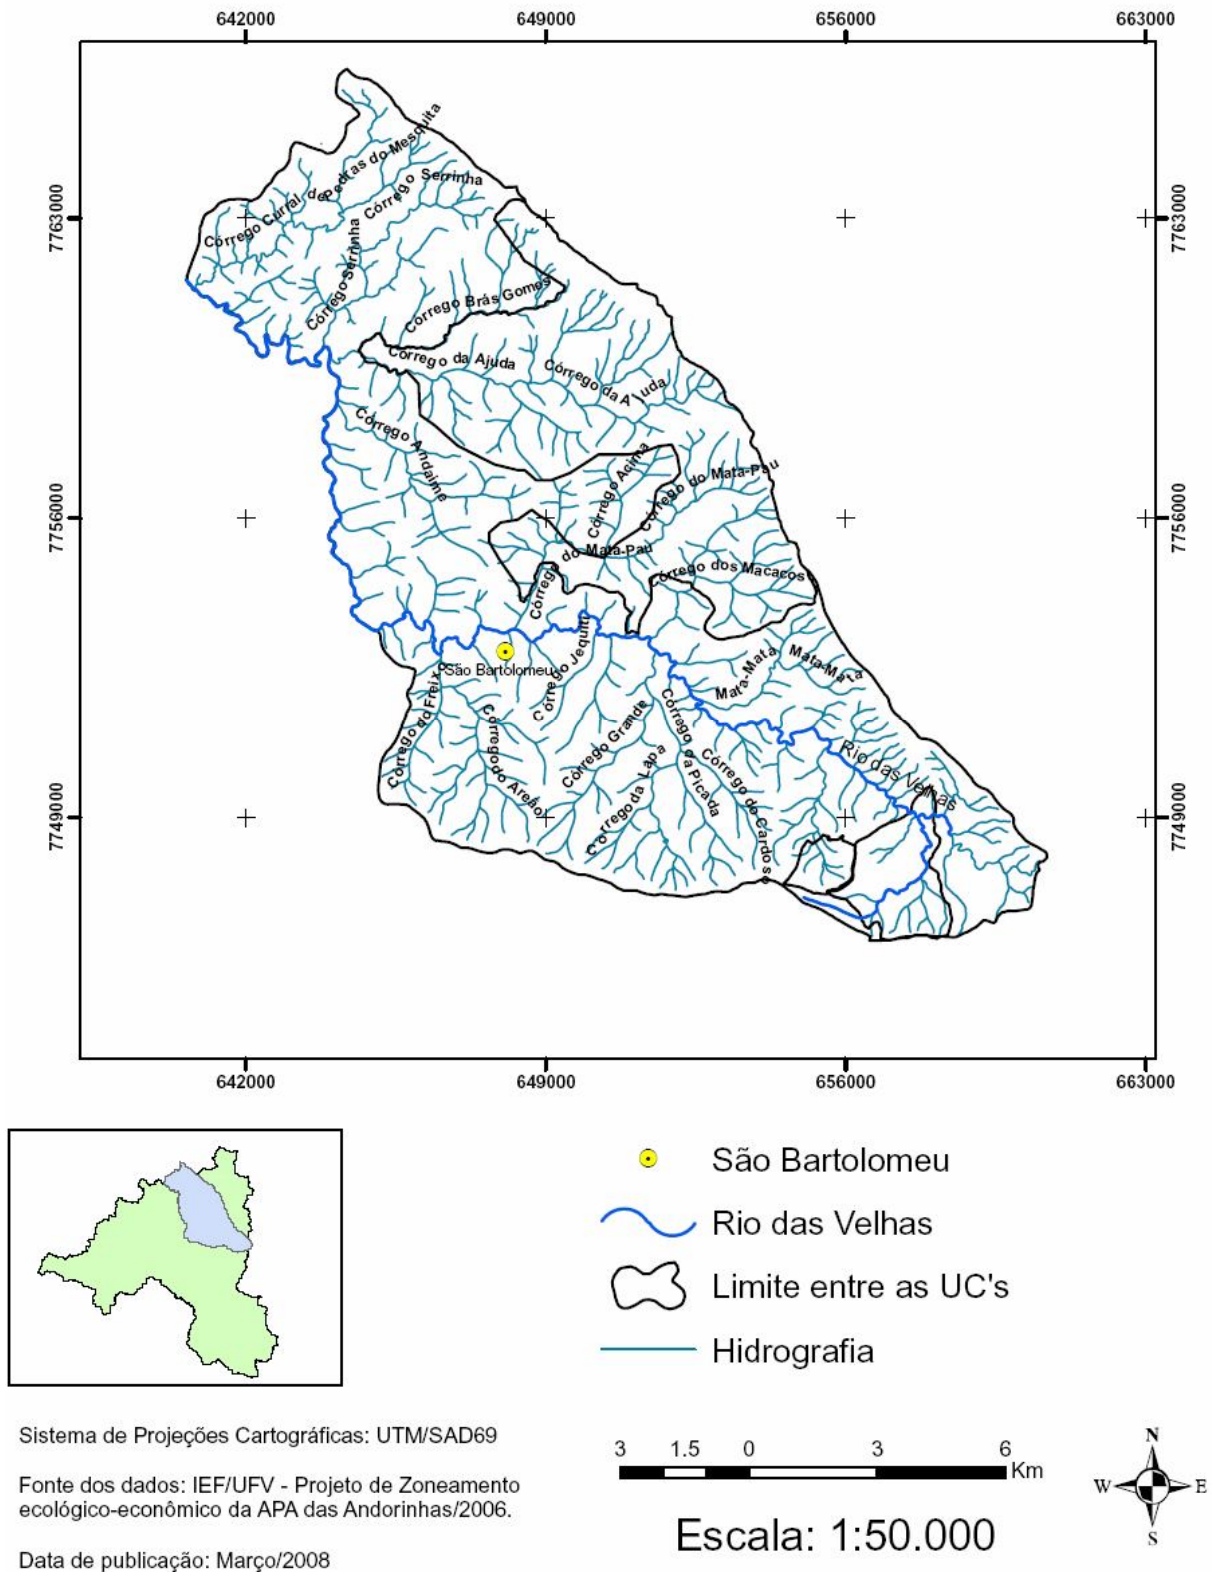 642000 649000 656000 663000
7763000 7763000
7756000 7756000
7749000 7749000
Córrego Curral de Pedras do Mesquita
Córrego Serrinha
Córrego Serrinha
Córrego Brás Gomes
Córrego da Ajuda
Córrego da A uda
Córrego Andaime
Córrego Acima
Córrego do Mata-Pau
Córrego do Mata-Pau
Córrego dos Macacos
São Bartolomeu
Córrego Jequiti
Mata-Mata
Mata-Mata
Córrego do Freixo
Córrego do Areão
Córrego Grande
Córrego da Lapa
Córrego da Picada
Córrego do Cardoso
Rio das Velhas
642000 649000 656000 663000
São Bartolomeu
Rio das Velhas
Limite entre as UC's
Hidrografia
Sistema de Projeções Cartográficas: UTM/SAD69
Fonte dos dados: IEF/UFV - Projeto de Zoneamento
ecológico-econômico da APA das Andorinhas/2006.
Data de publicação: Março/2008
3 1.5 0 3 6
Km
Escala: 1:50.000
N
W E
S